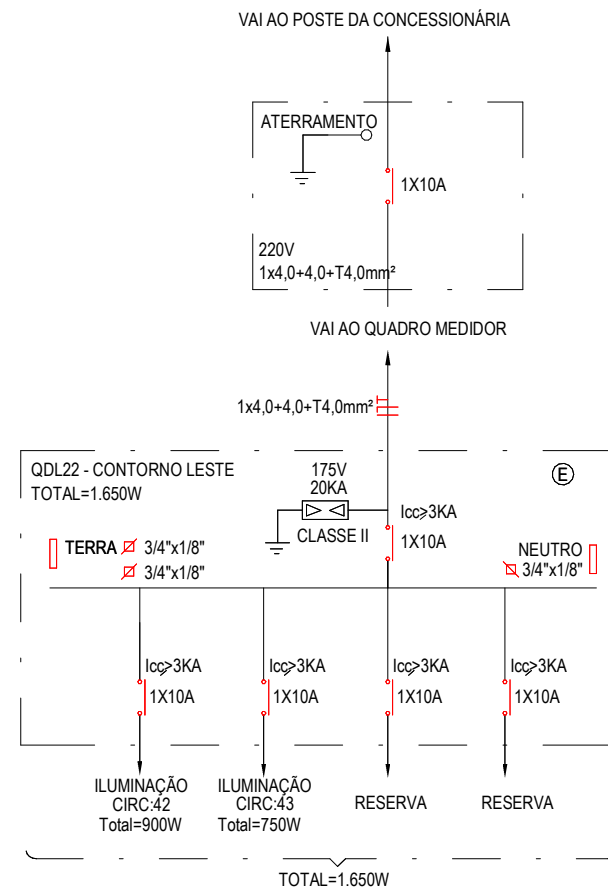 VAI AO POSTE DA CONCESSIONÁRIA
ATERRAMENTO
1X10A
220V
1x4,0+4,0+T4,0mm²
VAI AO QUADRO MEDIDOR
1x4,0+4,0+T4,0mm²
QDL22 - CONTORNO LESTE
TOTAL=1.650W
175V
20KA
CLASSE II
E
Icc>3KA
1X10A
TERRA
3/4"x1/8"
3/4"x1/8"
NEUTRO
3/4"x1/8"
Icc>3KA
1X10A
Icc>3KA
1X10A
Icc>3KA
1X10A
Icc>3KA
1X10A
ILUMINAÇÃO
CIRC:42
Total=900W
ILUMINAÇÃO
CIRC:43
Total=750W
RESERVA
RESERVA
TOTAL=1.650W